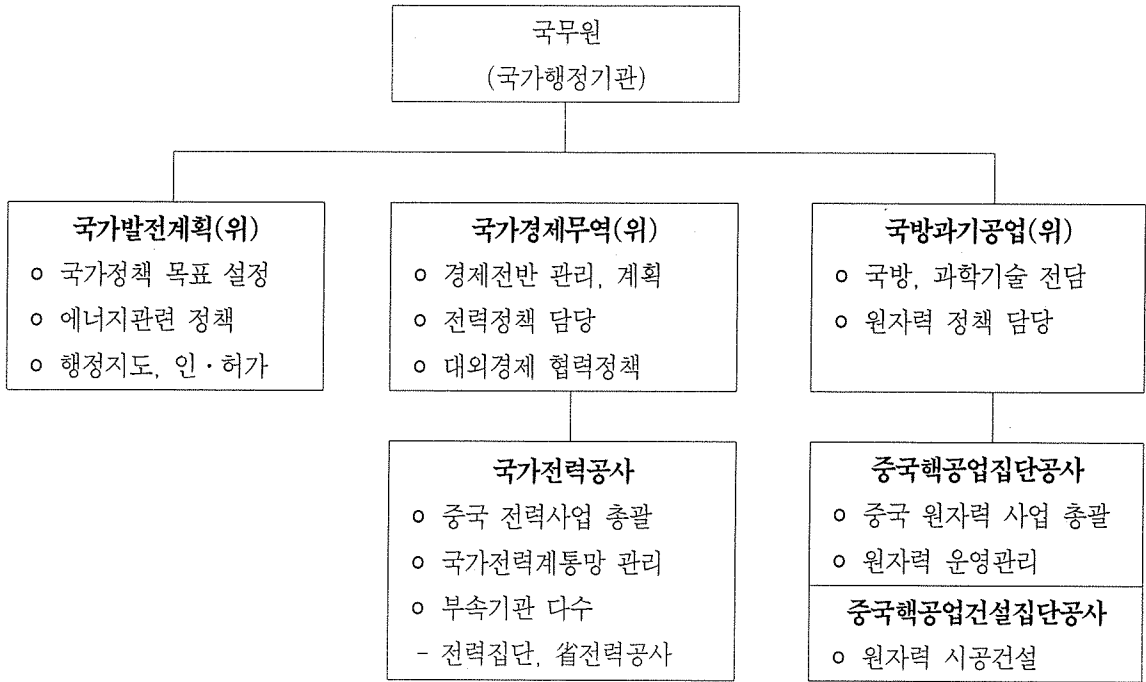 국무원
(국가행정기관)
국가발전계획(위)
o 국가정책 목표 설정
o 에너지관련 정책
o 행정지도, 인·허가
국가경제무역(위)
o 경제전반 관리, 계획
o 전력정책 담당
o 대외경제 협력정책
국방과기공업(위)
o 국방, 과학기술 전담
o 원자력 정책 담당
국가전력공사
o 중국 전력사업 총괄
o 국가전력계통망 관리
o 부속기관 다수
- 전력집단, 省전력공사
중국핵공업집단공사
o 중국 원자력 사업 총괄
o 원자력 운영관리
중국핵공업건설집단공사
o 원자력 시공건설